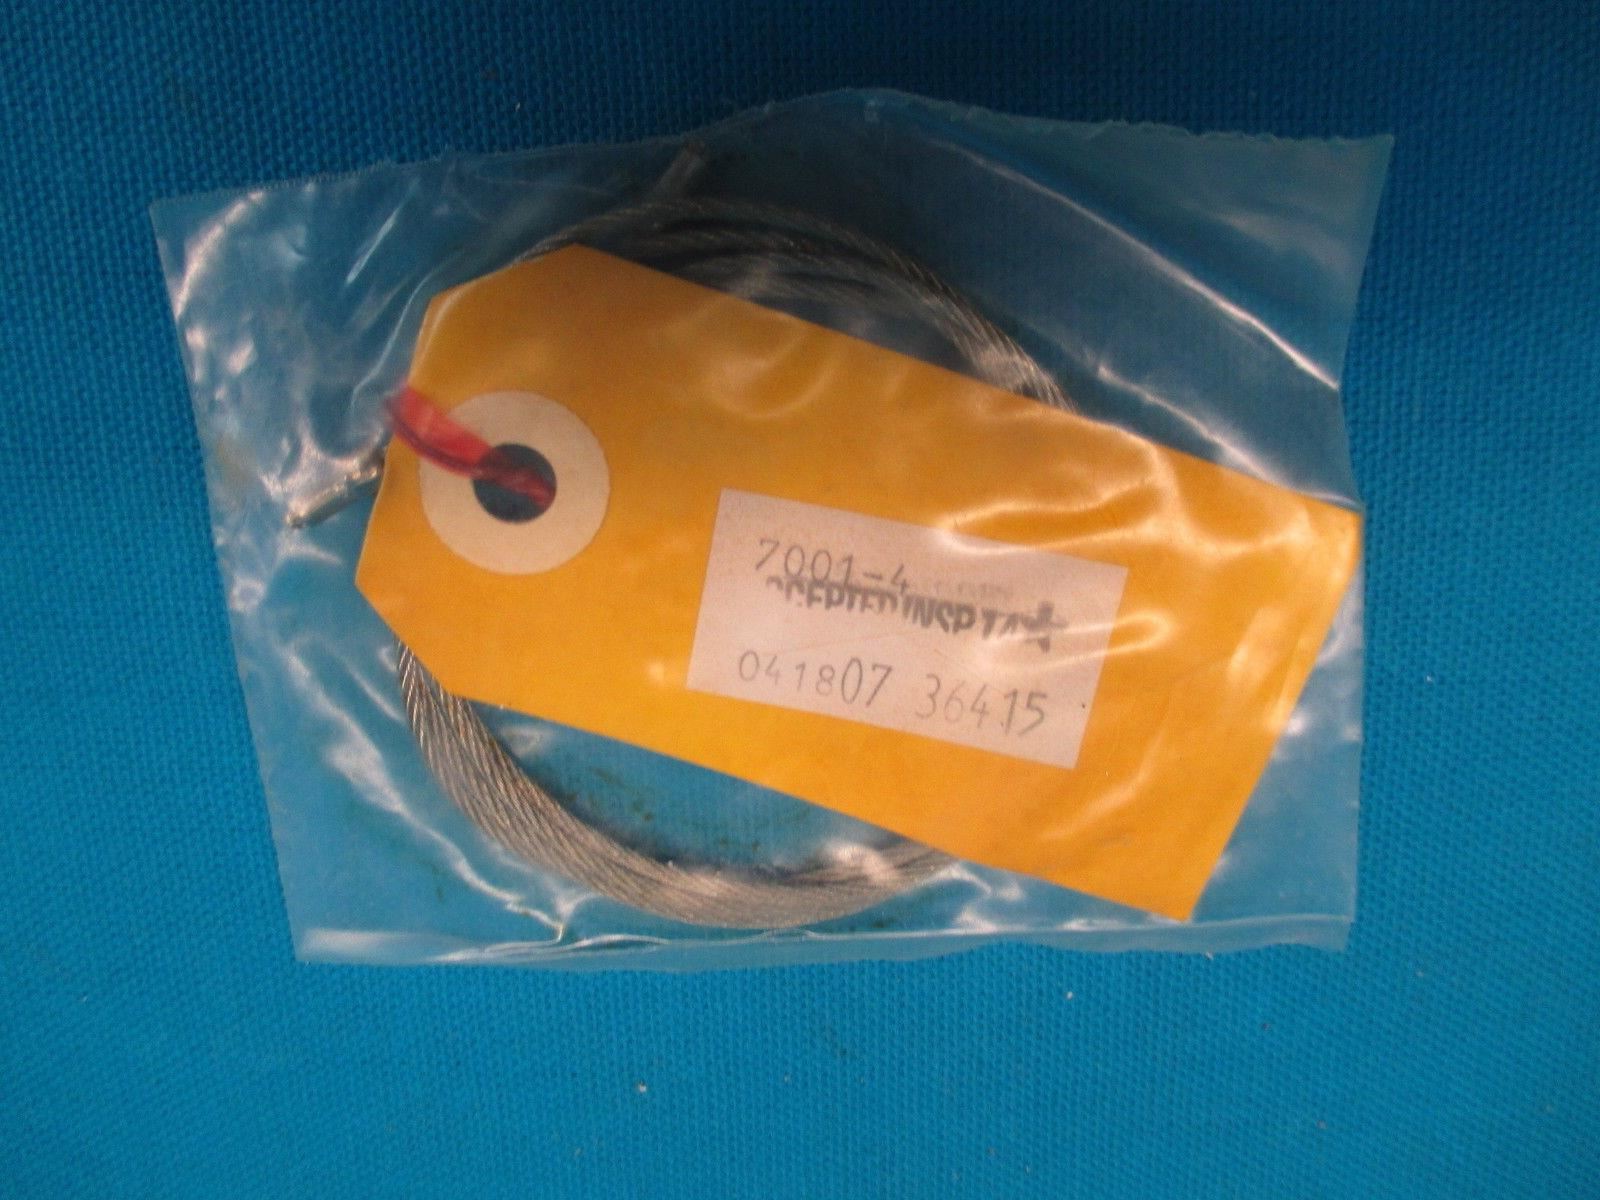 7001-4
ACCEPTED INSP
041807 36415